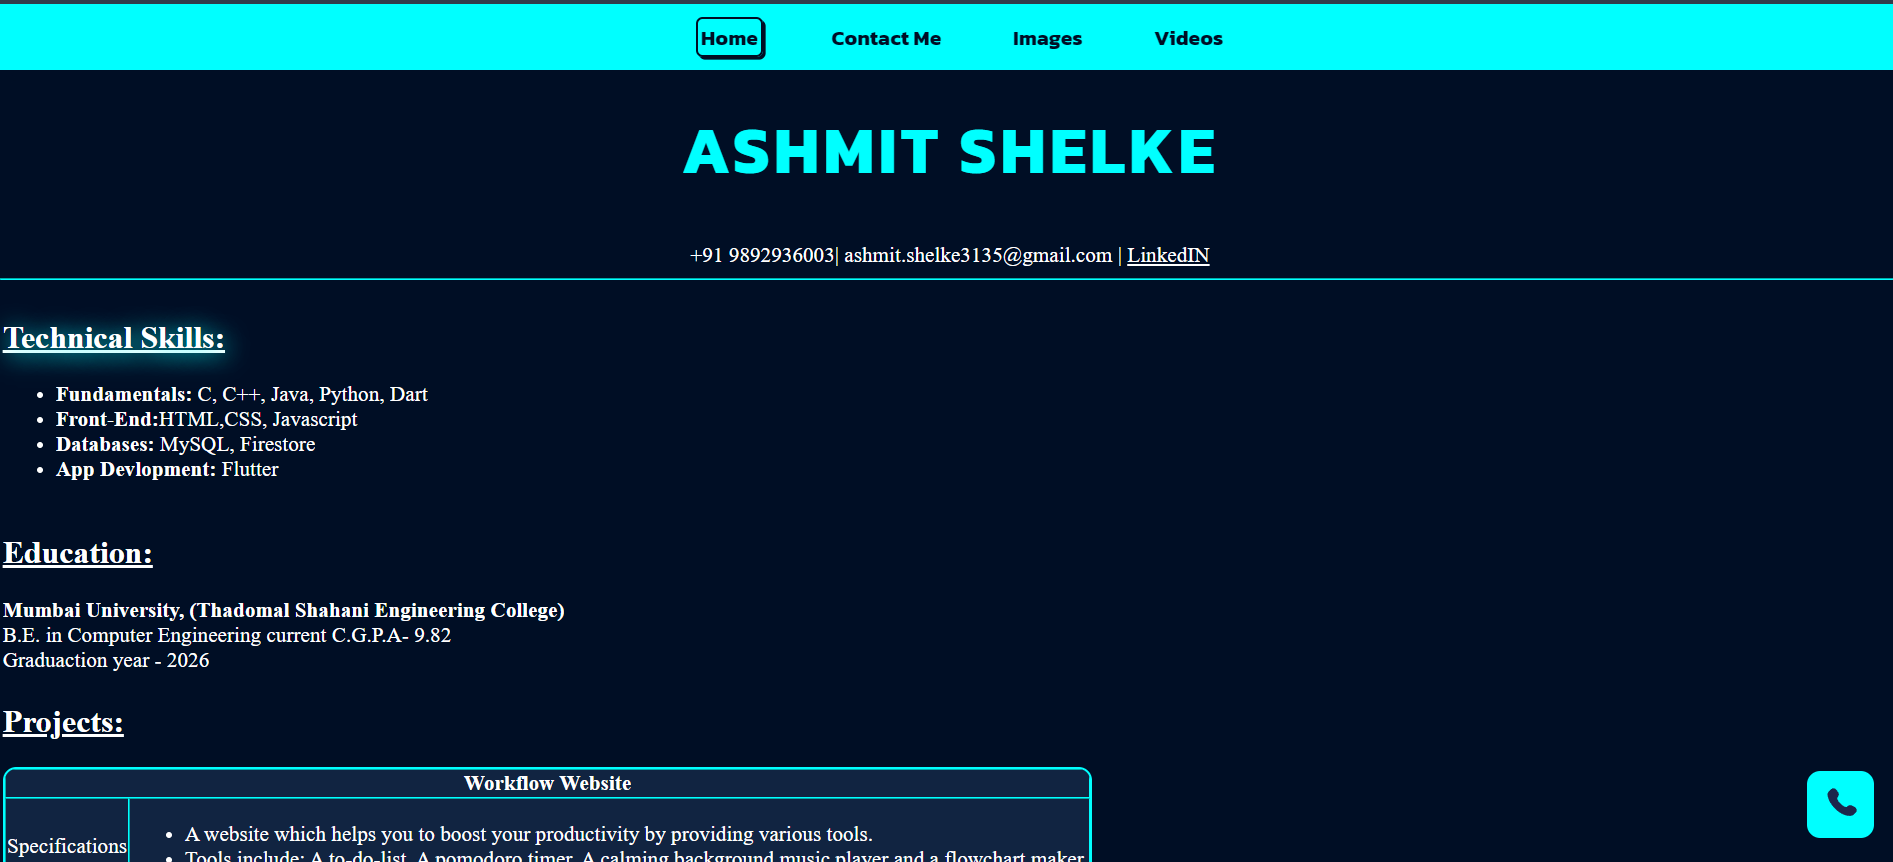 Home Contact Me Images Videos
ASHMIT SHELKE
+91 9892936003| ashmit.shelke3135@gmail.com | LinkedIN
Technical Skills:
• Fundamentals: C, C++, Java, Python, Dart
• Front-End:HTML,CSS, Javascript
• Databases: MySQL, Firestore
• App Devlopment: Flutter
Education:
Mumbai University, (Thadomal Shahani Engineering College)
B.E. in Computer Engineering current C.G.P.A- 9.82
Graduaction year - 2026
Projects:
Workflow Website
• A website which helps you to boost your productivity by providing various tools.
Specifications
• Tools include: A to-do-list, A pomodoro timer, A calming background music player and a flowchart maker